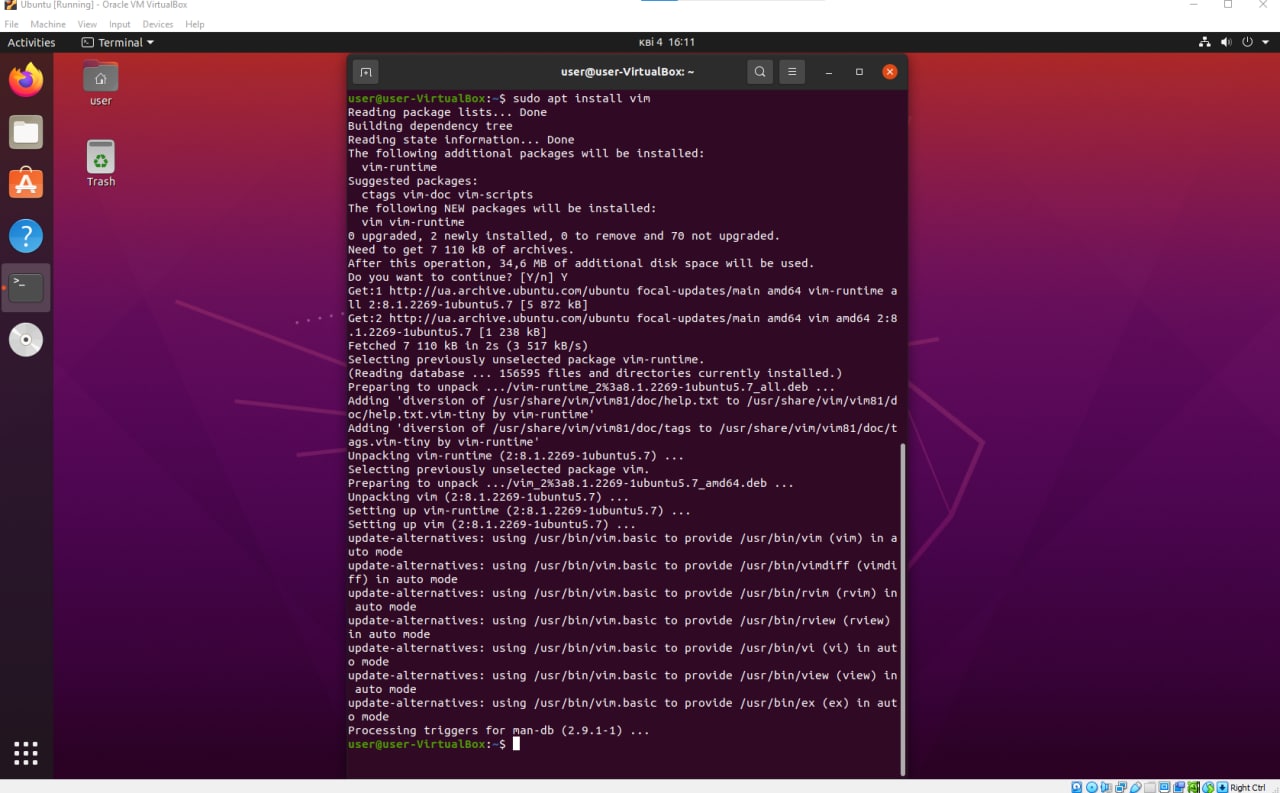 Ubuntu [Running] - Oracle VM VirtualBox
File Machine View Input Devices Help
Activities Terminal кві 4 16:11
user@user-VirtualBox: ~
user
Trash
user@user-VirtualBox:~$ sudo apt install vim
Reading package lists... Done
Building dependency tree
Reading state information... Done
The following additional packages will be installed:
  vim-runtime
Suggested packages:
  ctags vim-doc vim-scripts
The following NEW packages will be installed:
  vim vim-runtime
0 upgraded, 2 newly installed, 0 to remove and 70 not upgraded.
Need to get 7 110 kB of archives.
After this operation, 34,6 MB of additional disk space will be used.
Do you want to continue? [Y/n] Y
Get:1 http://ua.archive.ubuntu.com/ubuntu focal-updates/main amd64 vim-runtime a
ll 2:8.1.2269-1ubuntu5.7 [5 872 kB]
Get:2 http://ua.archive.ubuntu.com/ubuntu focal-updates/main amd64 vim amd64 2:8
.1.2269-1ubuntu5.7 [1 238 kB]
Fetched 7 110 kB in 2s (3 517 kB/s)
Selecting previously unselected package vim-runtime.
(Reading database ... 156595 files and directories currently installed.)
Preparing to unpack .../vim-runtime_2%3a8.1.2269-1ubuntu5.7_all.deb ...
Adding 'diversion of /usr/share/vim/vim81/doc/help.txt to /usr/share/vim/vim81/d
oc/help.txt.vim-tiny by vim-runtime'
Adding 'diversion of /usr/share/vim/vim81/doc/tags to /usr/share/vim/vim81/doc/t
ags.vim-tiny by vim-runtime'
Unpacking vim-runtime (2:8.1.2269-1ubuntu5.7) ...
Selecting previously unselected package vim.
Preparing to unpack .../vim_2%3a8.1.2269-1ubuntu5.7_amd64.deb ...
Unpacking vim (2:8.1.2269-1ubuntu5.7) ...
Setting up vim-runtime (2:8.1.2269-1ubuntu5.7) ...
Setting up vim (2:8.1.2269-1ubuntu5.7) ...
update-alternatives: using /usr/bin/vim.basic to provide /usr/bin/vim (vim) in a
uto mode
update-alternatives: using /usr/bin/vim.basic to provide /usr/bin/vimdiff (vimdi
ff) in auto mode
update-alternatives: using /usr/bin/vim.basic to provide /usr/bin/rvim (rvim) in
 auto mode
update-alternatives: using /usr/bin/vim.basic to provide /usr/bin/rview (rview)
in auto mode
update-alternatives: using /usr/bin/vim.basic to provide /usr/bin/vi (vi) in aut
o mode
update-alternatives: using /usr/bin/vim.basic to provide /usr/bin/view (view) in
 auto mode
update-alternatives: using /usr/bin/vim.basic to provide /usr/bin/ex (ex) in aut
o mode
Processing triggers for man-db (2.9.1-1) ...
user@user-VirtualBox:~$
Right Ctrl